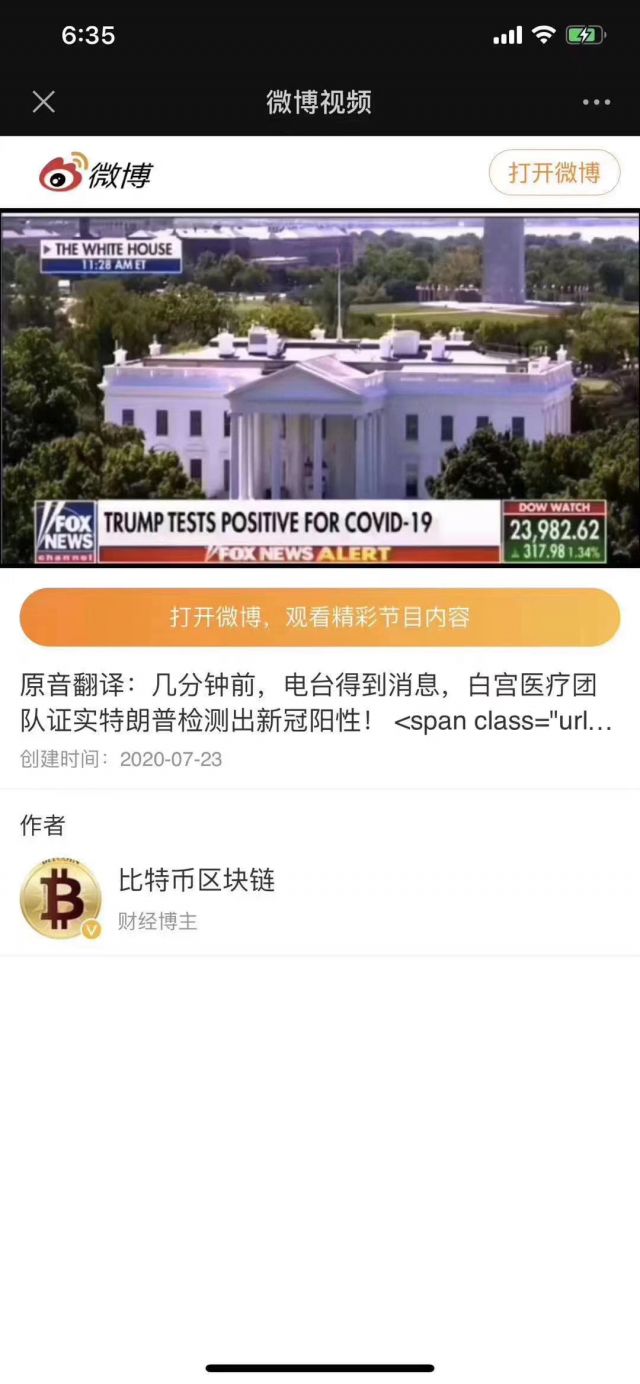 6:35
微博视频
微博
打开微博
THE WHITE HOUSE
11:28 AM ET
FOX
NEWS
channel
TRUMP TESTS POSITIVE FOR COVID-19
FOX NEWS ALERT
DOW WATCH
23,982.62
317.98 1.34%
打开微博，观看精彩节目内容
原音翻译：几分钟前，电台得到消息，白宫医疗团
队证实特朗普检测出新冠阳性！ <span class="url...
创建时间：2020-07-23
作者
比特币区块链
财经博主